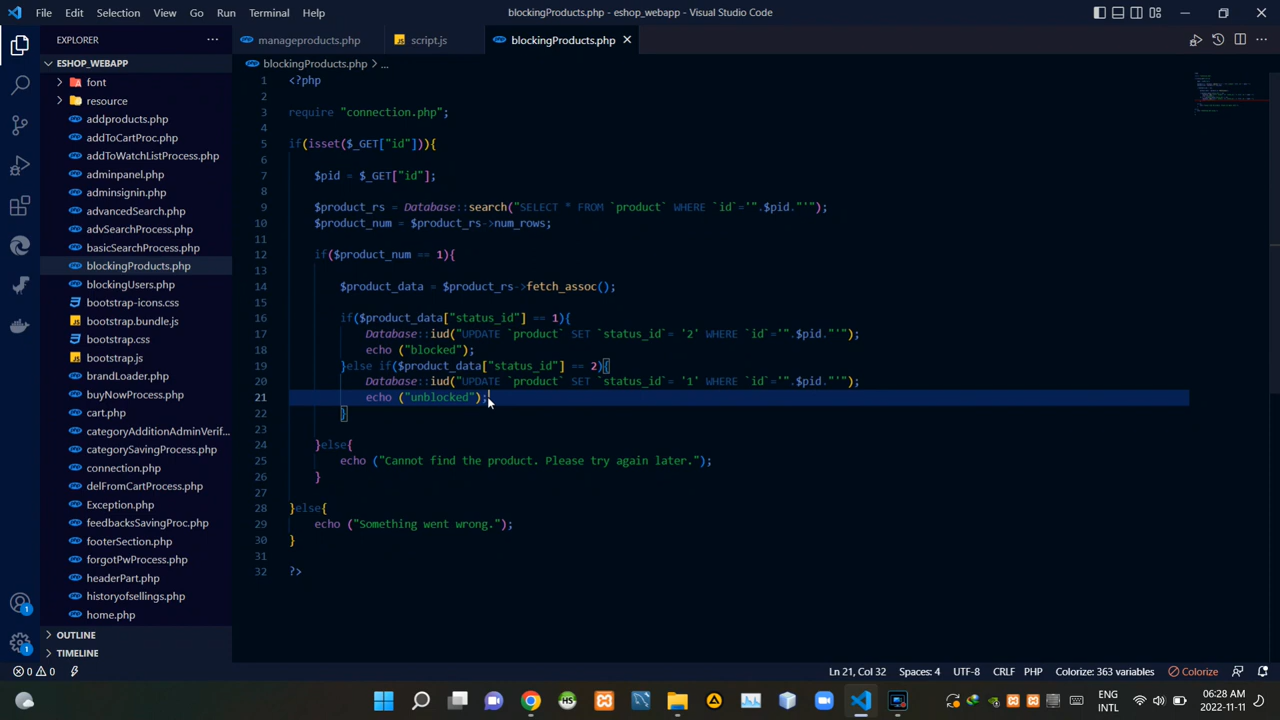 File Edit Selection View Go Run Terminal Help
blockingProducts.php - eshop_webapp - Visual Studio Code
EXPLORER
ESHOP_WEBAPP
font
resource
addproducts.php
addToCartProc.php
addToWatchListProcess.php
adminpanel.php
adminsignin.php
advancedSearch.php
advSearchProcess.php
basicSearchProcess.php
blockingProducts.php
blockingUsers.php
bootstrap-icons.css
bootstrap.bundle.js
bootstrap.css
bootstrap.js
brandLoader.php
buyNowProcess.php
cart.php
categoryAdditionAdminVerif...
categorySavingProcess.php
connection.php
delFromCartProcess.php
Exception.php
feedbacksSavingProc.php
footerSection.php
forgotPwProcess.php
headerPart.php
historyofsellings.php
home.php
OUTLINE
TIMELINE
manageproducts.php script.js blockingProducts.php
blockingProducts.php > ...
1 <?php
2
3 require "connection.php";
4
5 if(isset($_GET["id"])){
6
7 $pid = $_GET["id"];
8
9 $product_rs = Database::search("SELECT * FROM `product` WHERE `id`='".$pid."'");
10 $product_num = $product_rs->num_rows;
11
12 if($product_num == 1){
13
14 $product_data = $product_rs->fetch_assoc();
15
16 if($product_data["status_id"] == 1){
17 Database::iud("UPDATE `product` SET `status_id`= '2' WHERE `id`='".$pid."'");
18 echo ("blocked");
19 }else if($product_data["status_id"] == 2){
20 Database::iud("UPDATE `product` SET `status_id`= '1' WHERE `id`='".$pid."'");
21 echo ("unblocked");
22 }
23
24 }else{
25 echo ("Cannot find the product. Please try again later.");
26 }
27
28 }else{
29 echo ("Something went wrong.");
30 }
31
32 ?>
1
1
0 0 Ln 21, Col 32 Spaces: 4 UTF-8 CRLF PHP Colorize: 363 variables Colorize
HS
ENG
INTL
06:28 AM
2022-11-11